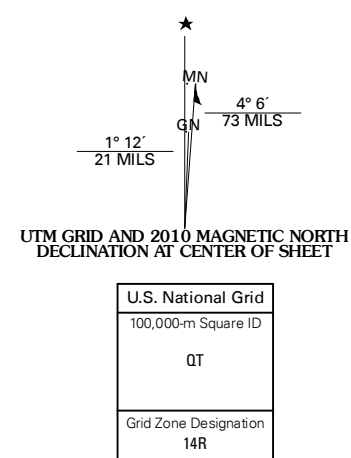 ★
MN
GN
4° 6´
73 MILS
1° 12´
21 MILS
UTM GRID AND 2010 MAGNETIC NORTH
DECLINATION AT CENTER OF SHEET
U.S. National Grid
100,000-m Square ID
QT
Grid Zone Designation
14R